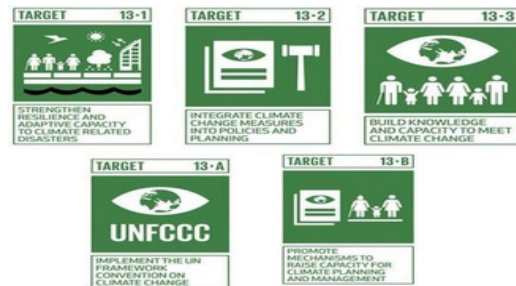 TARGET 13-1
STRENGTHEN
RESILIENCE AND
ADAPTIVE CAPACITY
TO CLIMATE RELATED
DISASTERS
TARGET 13-2
INTEGRATE CLIMATE
CHANGE MEASURES
INTO POLICIES AND
PLANNING
TARGET 13-3
BUILD KNOWLEDGE
AND CAPACITY TO MEET
CLIMATE CHANGE
TARGET 13-A
UNFCCC
IMPLEMENT THE UN
FRAMEWORK
CONVENTION ON
CLIMATE CHANGE
TARGET 13-B
PROMOTE
MECHANISMS TO
RAISE CAPACITY FOR
CLIMATE PLANNING
AND MANAGEMENT